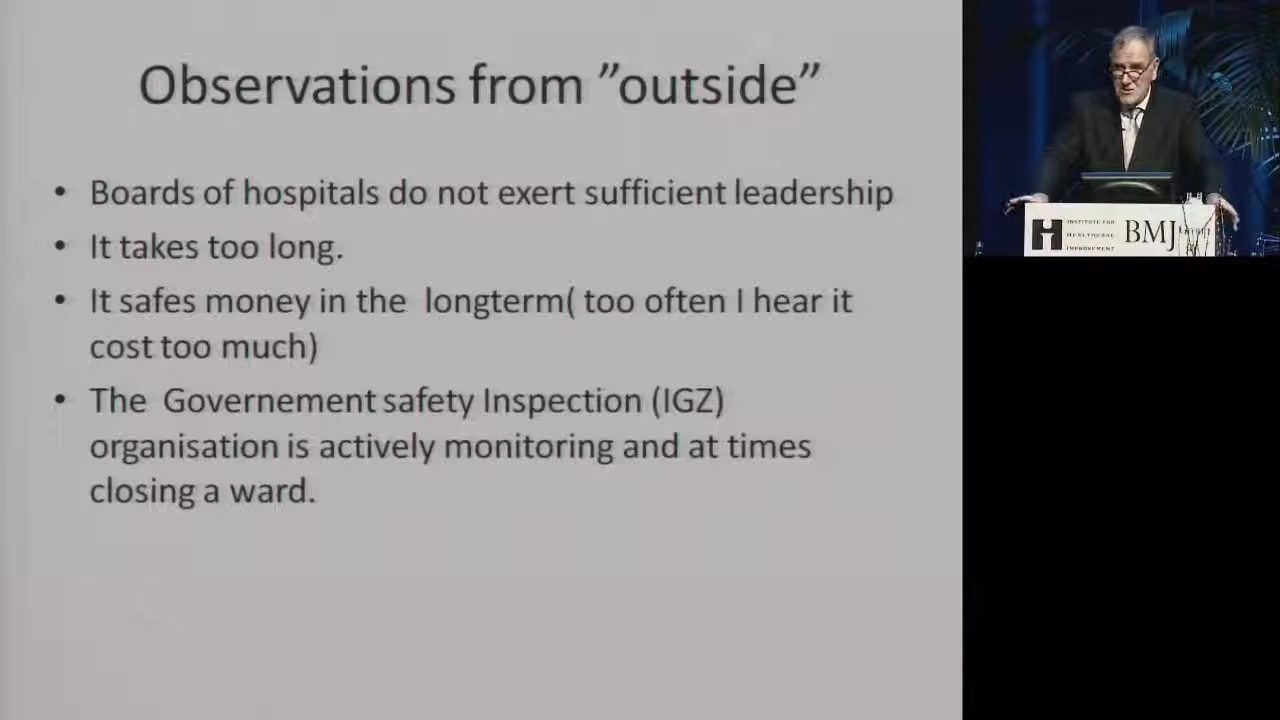 Observations from ”outside”
• Boards of hospitals do not exert sufficient leadership
• It takes too long.
• It safes money in the longterm( too often I hear it
cost too much)
• The Governement safety Inspection (IGZ)
organisation is actively monitoring and at times
closing a ward.
INSTITUTE FOR
HEALTHCARE
IMPROVEMENT
BMJ